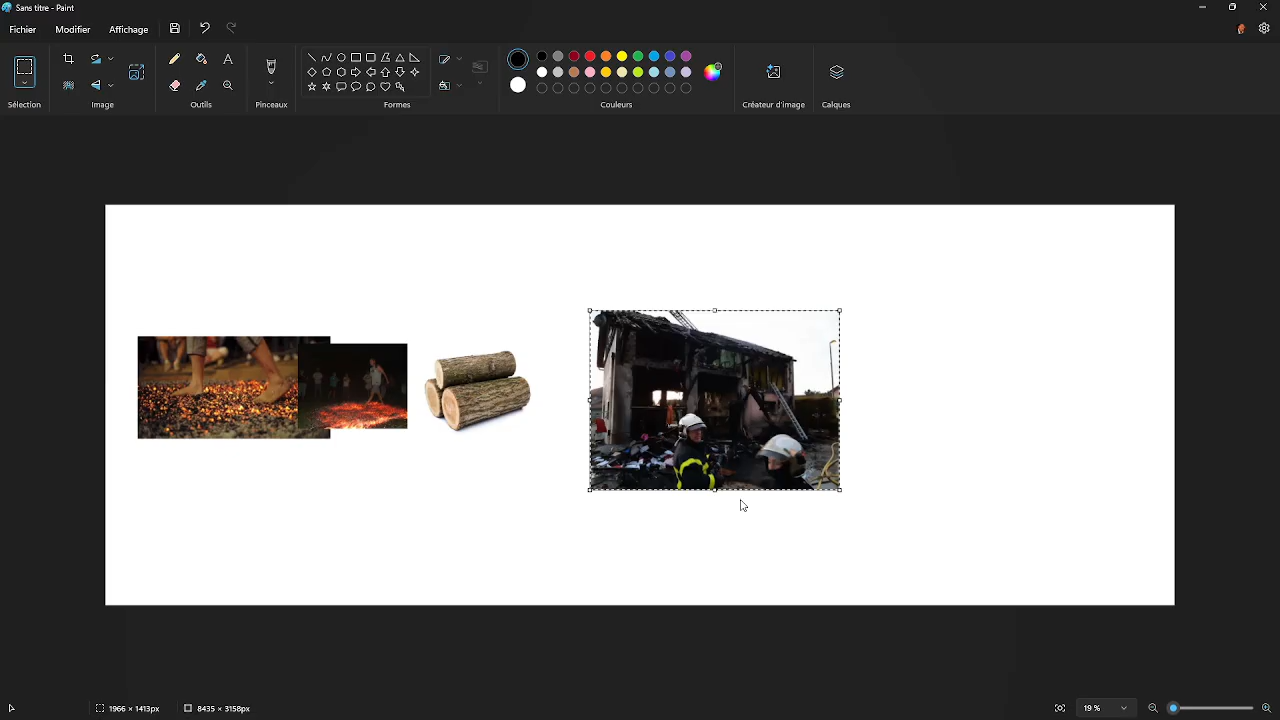 Sans titre - Paint
Fichier Modifier Affichage
Sélection Image Outils Pinceaux Formes Couleurs Créateur d'image Calques
1966 × 1413px 8435 × 3158px 19 %